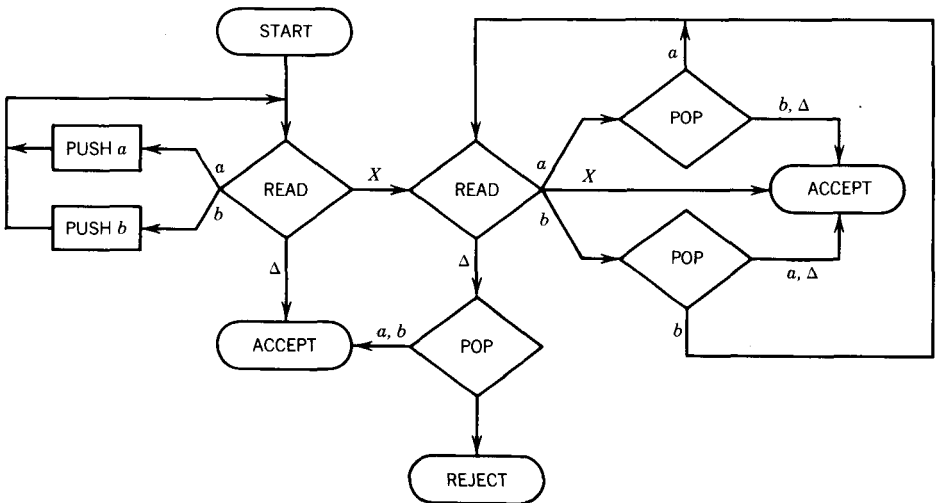 START
a
b, Δ
POP
PUSH a
a
X
a
X
READ
READ
ACCEPT
b
b
PUSH b
POP
a, Δ
Δ
Δ
b
a, b
ACCEPT
POP
REJECT